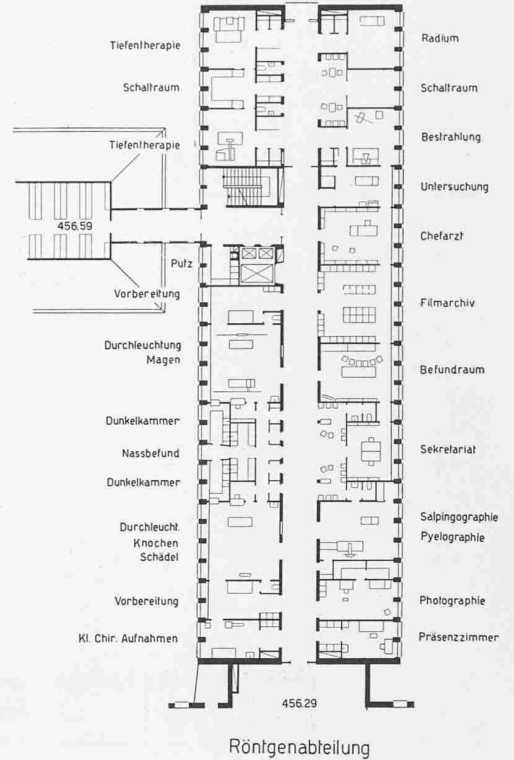 Tiefentherapie
Schaltraum
Tiefentherapie
456.59
Putz
Vorbereitung
Durchleuchtung
Magen
Dunkelkammer
Nassbefund
Dunkelkammer
Durchleucht.
Knochen
Schädel
Vorbereitung
Kl. Chir. Aufnahmen
Radium
Schaltraum
Bestrahlung
Untersuchung
Chefarzt
Filmarchiv
Befundraum
Sekretariat
Salpingographie
Pyelographie
Photographie
Präsenzzimmer
456.29
Röntgenabteilung